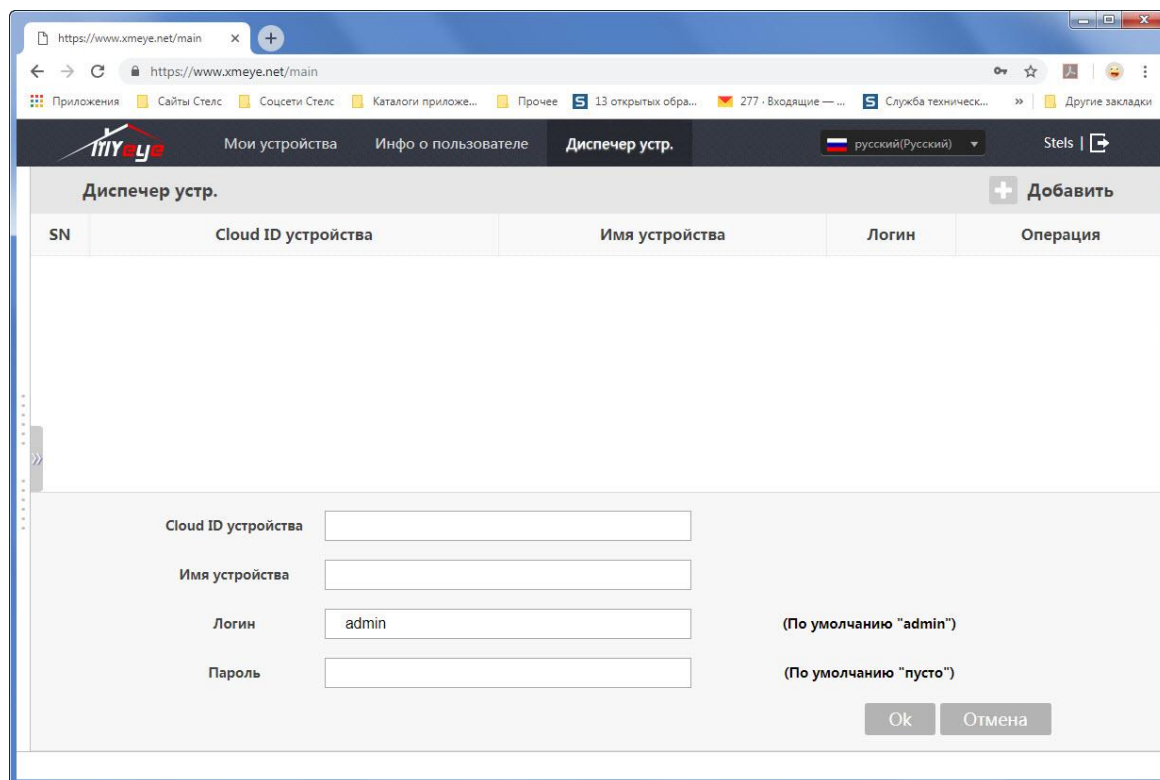 https://www.xmeye.net/main
https://www.xmeye.net/main
Приложения Сайты Стелс Соцсети Стелс Каталоги приложе... Прочее 13 открытых обра... 277 · Входящие — ... Служба техническ... » Другие закладки
MYeye Мои устройства Инфо о пользователе Диспечер устр. русский(Русский) Stels |
Диспечер устр. Добавить
SN Cloud ID устройства Имя устройства Логин Операция
Cloud ID устройства
Имя устройства
Логин admin (По умолчанию "admin")
Пароль (По умолчанию "пусто")
Ok Отмена